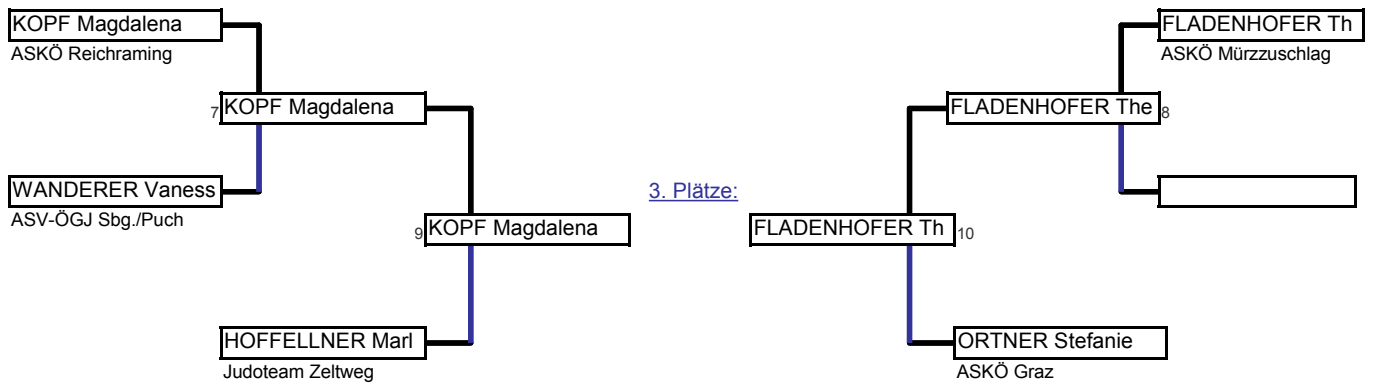 KOPF Magdalena
ASKÖ Reichraming
7 KOPF Magdalena
WANDERER Vaness
ASV-ÖGJ Sbg./Puch
9 KOPF Magdalena
HOFFELLNER Marl
Judoteam Zeltweg
3. Plätze:
FLADENHOFER Th
ASKÖ Mürzzuschlag
FLADENHOFER The 8
FLADENHOFER Th 10
ORTNER Stefanie
ASKÖ Graz